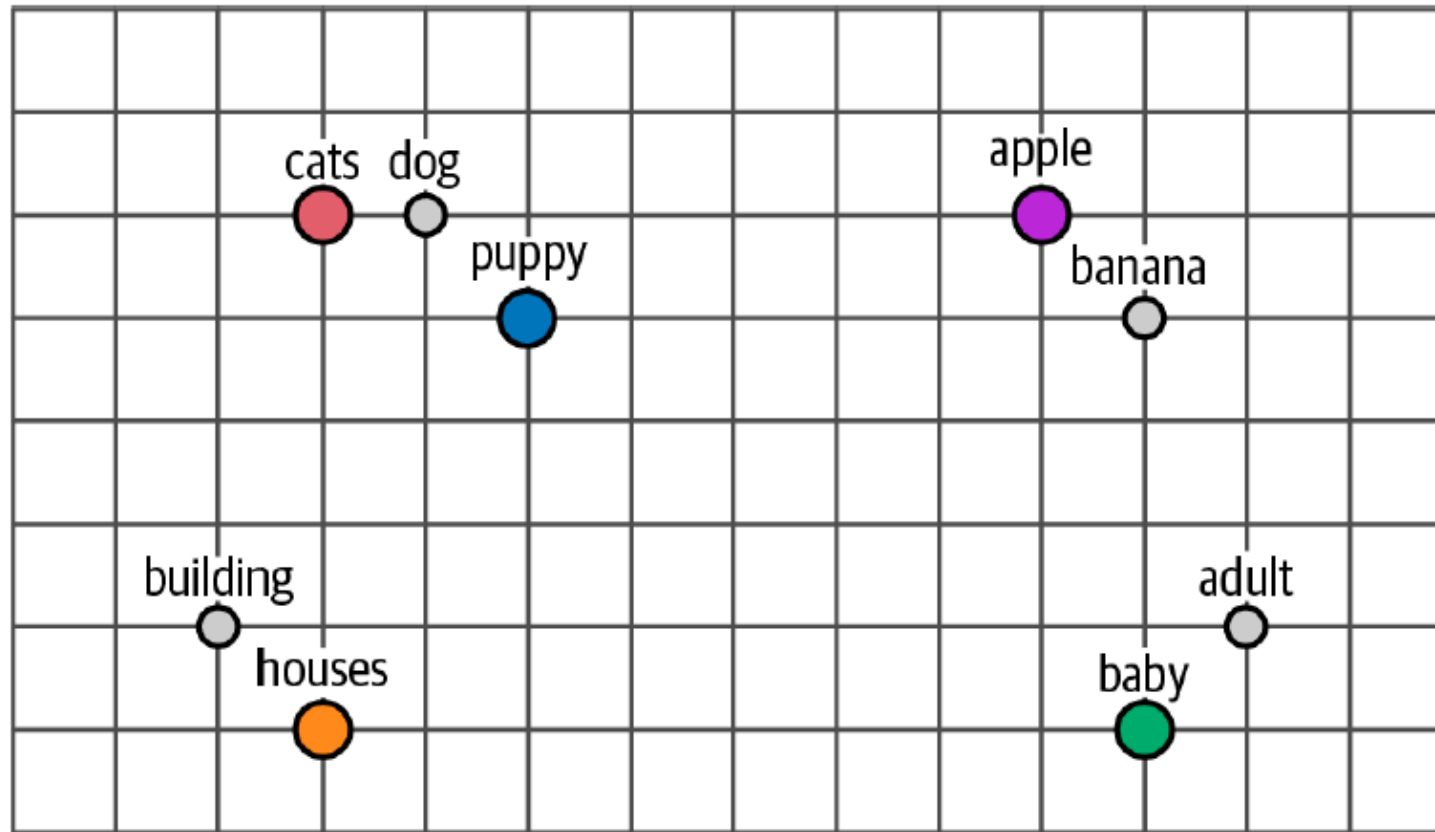 cats
dog
apple
puppy
banana
building
adult
houses
baby